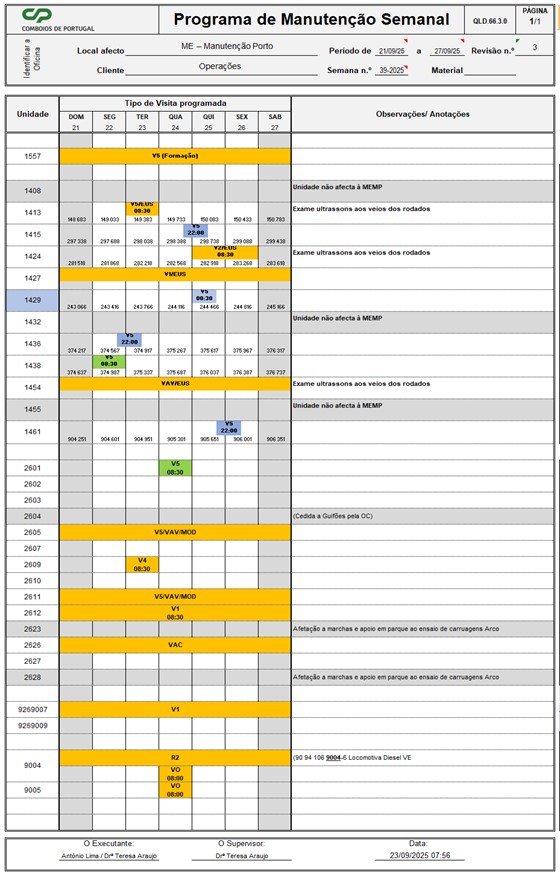 COMBOIOS DE PORTUGAL
Programa de Manutenção Semanal
QLD.66.3.0
PÁGINA
1/1
Identificar a Oficina
Local afecto ME – Manutenção Porto Período de 21/09/25 a 27/09/25 Revisão n.º 3
Cliente Operações Semana n.º 39-2025 Material
Unidade
Tipo de Visita programada
Observações/ Anotações
DOM SEG TER QUA QUI SEX SAB
21 22 23 24 25 26 27
1557 V5 (Formação)
1408 Unidade não afecta à MEMP
1413 V5/EUS 08:30 Exame ultrassons aos veios dos rodados
148 683 149 033 149 383 149 733 150 083 150 433 150 783
1415 V5 22:00
297 338 297 688 298 038 298 388 298 738 299 088 299 438
1424 V2/EUS 08:30 Exame ultrassons aos veios dos rodados
281 518 281 868 282 218 282 568 282 918 283 268 283 618
1427 VI/EUS
1429 V5 00:30
243 066 243 416 243 766 244 116 244 466 244 816 245 166
1432 Unidade não afecta à MEMP
1436 V5 22:00
374 217 374 567 374 917 375 267 375 617 375 967 376 317
1438 V5 08:30
374 637 374 987 375 337 375 687 376 037 376 387 376 737
1454 VAV/EUS Exame ultrassons aos veios dos rodados
1455 Unidade não afecta à MEMP
1461 V5 22:00
904 251 904 601 904 951 905 301 905 651 906 001 906 351
2601 V5 08:30
2602
2603
2604 (Cedida a Guifões pela OC)
2605 V5/VAV/MOD
2607
2609 V4 08:30
2610
2611 V5/VAV/MOD
2612 V1 08:30
2623 Afetação a marchas e apoio em parque ao ensaio de carruagens Arco
2626 VAC
2627
2628 Afetação a marchas e apoio em parque ao ensaio de carruagens Arco
9269007 V1
9269009
9004 R2 (90 94 106 9004-6 Locomotiva Diesel VE
VO 08:00
9005 VO 08:00
O Executante: O Supervisor: Data:
António Lima / Drª Teresa Araujo Drª Teresa Araujo 23/09/2025 07:56